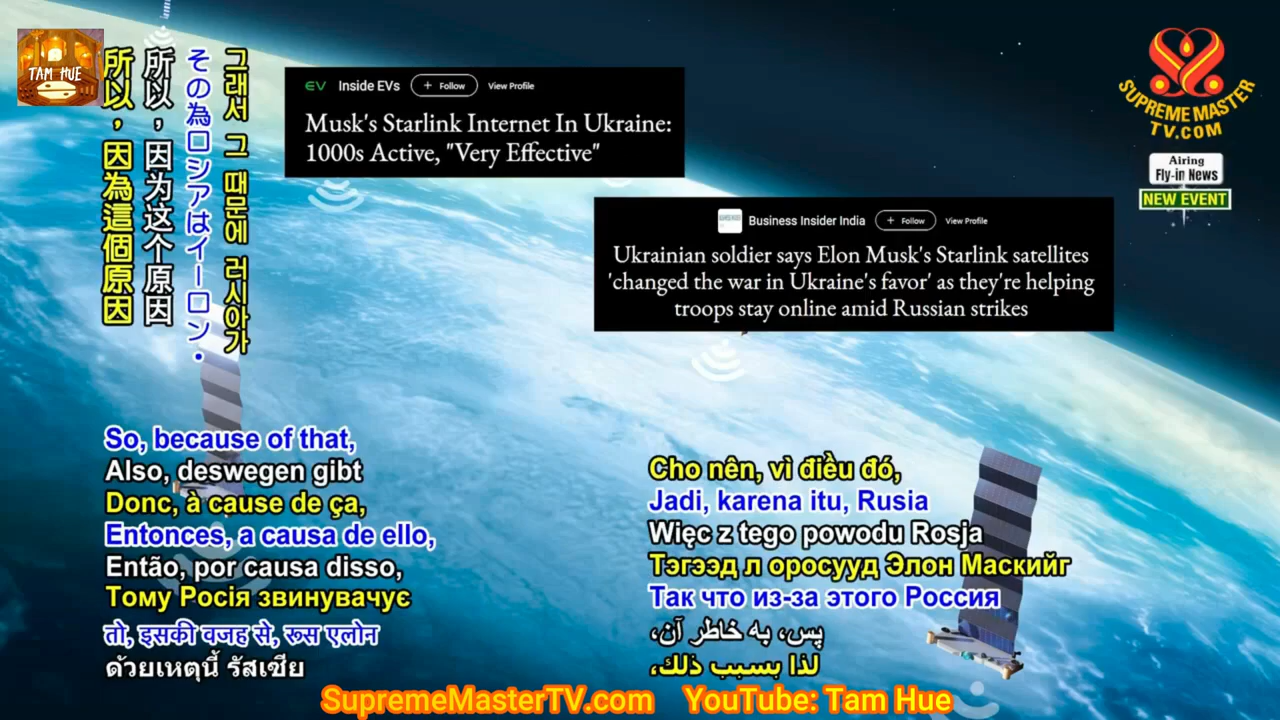 TAM HUE
所以，因為這個原因
所以，因为这个原因
その為ロシアはイーロン・
그래서 그 때문에 러시아가
EV Inside EVs + Follow View Profile
Musk's Starlink Internet In Ukraine:
1000s Active, "Very Effective"
Business Insider India + Follow View Profile
Ukrainian soldier says Elon Musk's Starlink satellites
'changed the war in Ukraine's favor' as they're helping
troops stay online amid Russian strikes
SUPREME MASTER
TV.COM
Airing
Fly-in News
NEW EVENT
So, because of that,
Also, deswegen gibt
Donc, à cause de ça,
Entonces, a causa de ello,
Então, por causa disso,
Тому Росія звинувачує
तो, इसकी वजह से, रूस एलोन
ด้วยเหตุนี้ รัสเซีย
Cho nên, vì điều đó,
Jadi, karena itu, Rusia
Więc z tego powodu Rosja
Тэгээд л оросууд Элон Маскийг
Так что из-за этого Россия
پس، به خاطر آن،
لذا بسبب ذلك،
SupremeMasterTV.com YouTube: Tam Hue